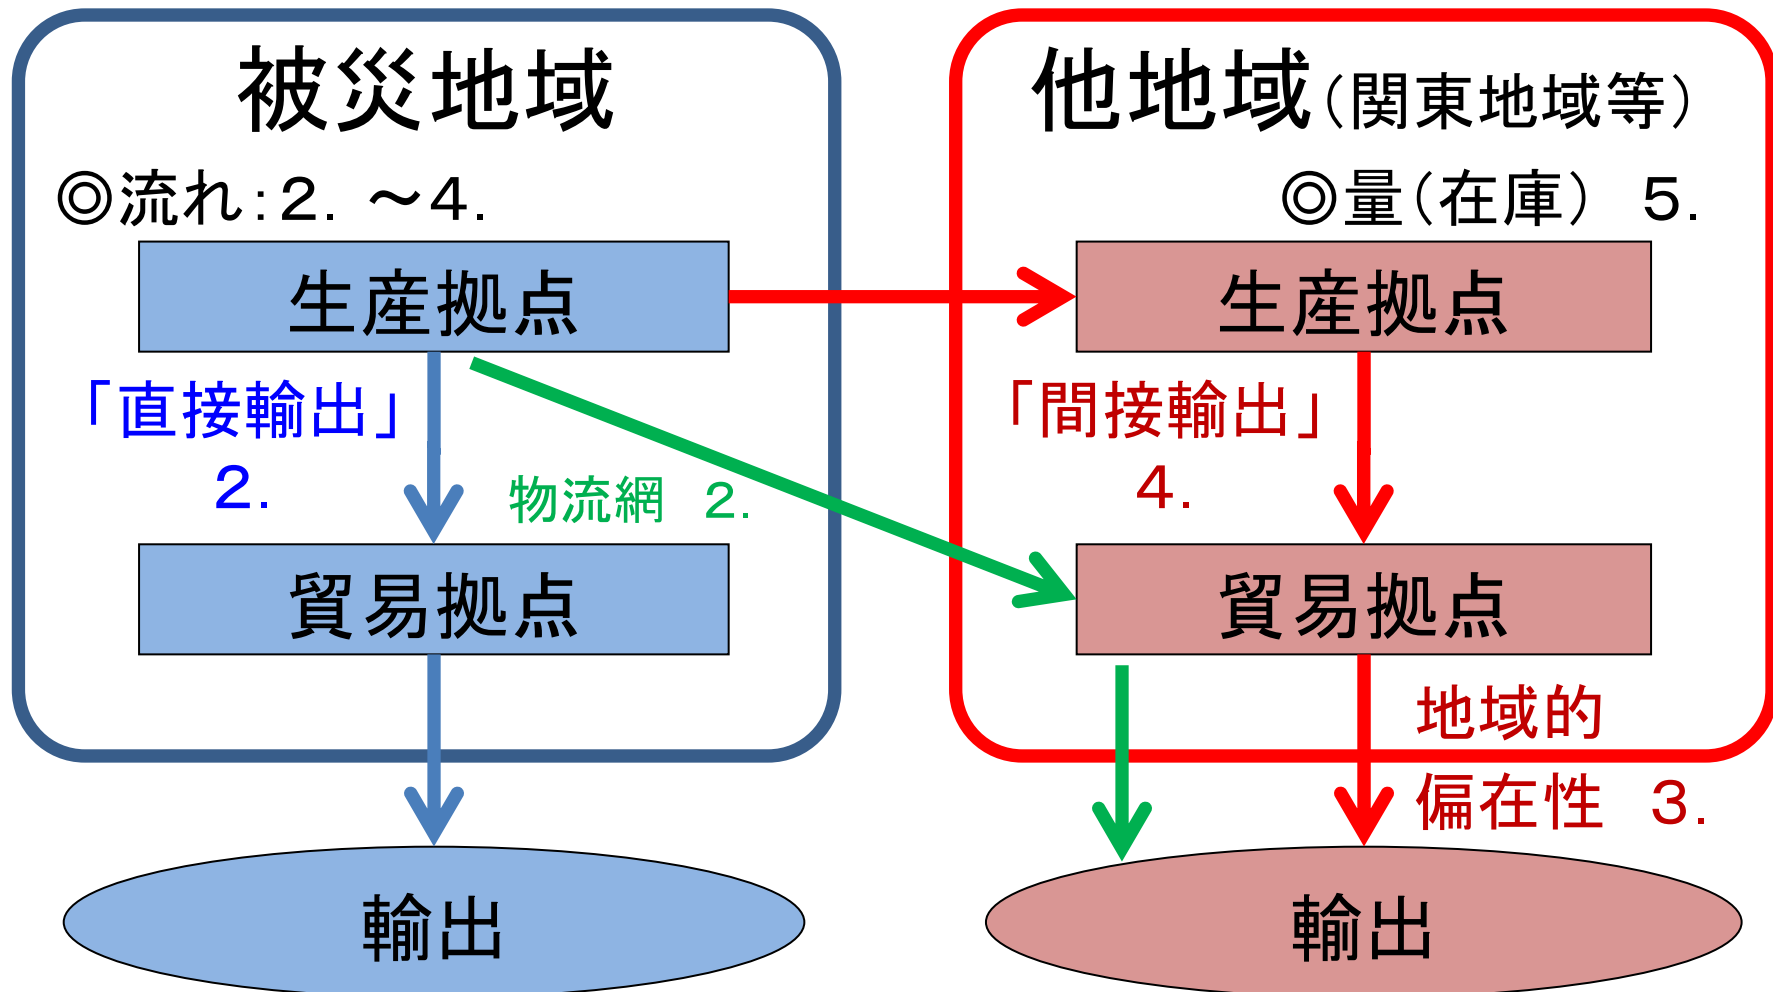 被災地域
◎流れ：２．～４．
生産拠点
「直接輸出」
２．
物流網　２．
貿易拠点
輸出
他地域（関東地域等）
◎量（在庫）　５．
生産拠点
「間接輸出」
４．
貿易拠点
地域的
偏在性　３．
輸出